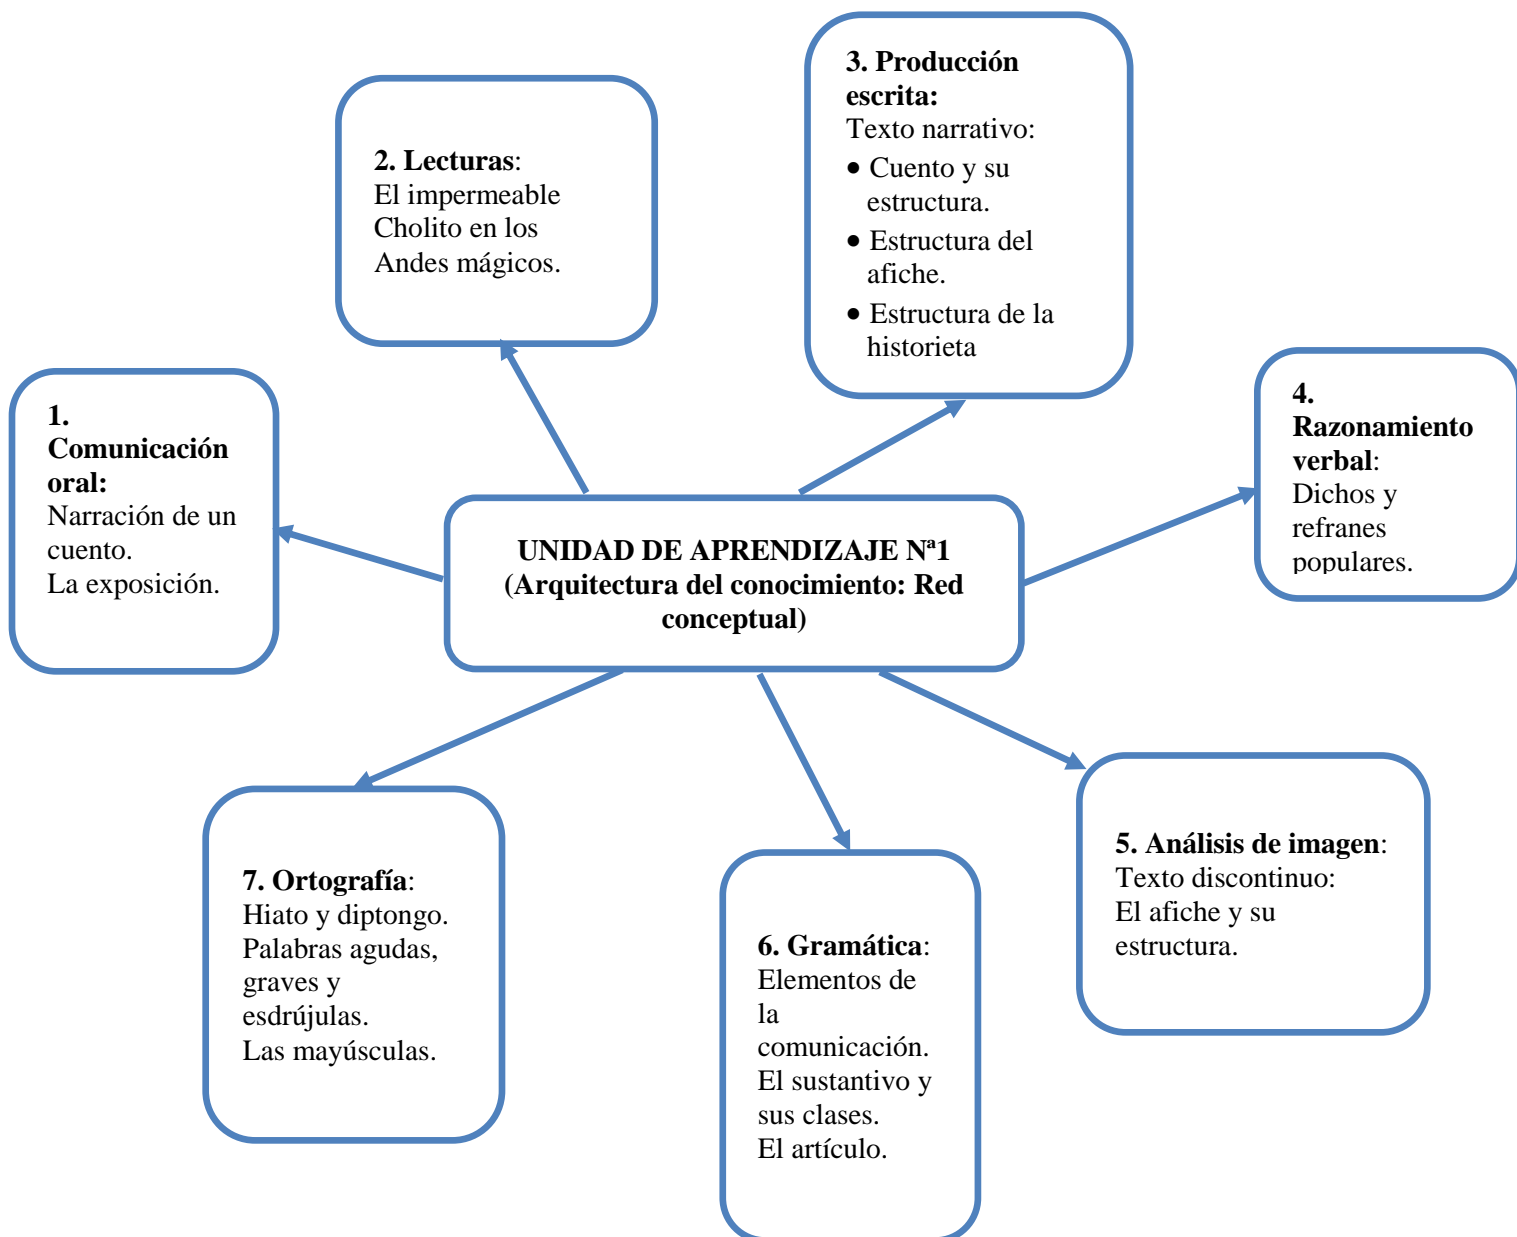 1.
Comunicación
oral:
Narración de un
cuento.
La exposición.
2. Lecturas:
El impermeable
Cholito en los
Andes mágicos.
3. Producción
escrita:
Texto narrativo:
• Cuento y su
estructura.
• Estructura del
afiche.
• Estructura de la
historieta
4.
Razonamiento
verbal:
Dichos y
refranes
populares.
UNIDAD DE APRENDIZAJE Nª1
(Arquitectura del conocimiento: Red
conceptual)
5. Análisis de imagen:
Texto discontinuo:
El afiche y su
estructura.
6. Gramática:
Elementos de
la
comunicación.
El sustantivo y
sus clases.
El artículo.
7. Ortografía:
Hiato y diptongo.
Palabras agudas,
graves y
esdrújulas.
Las mayúsculas.